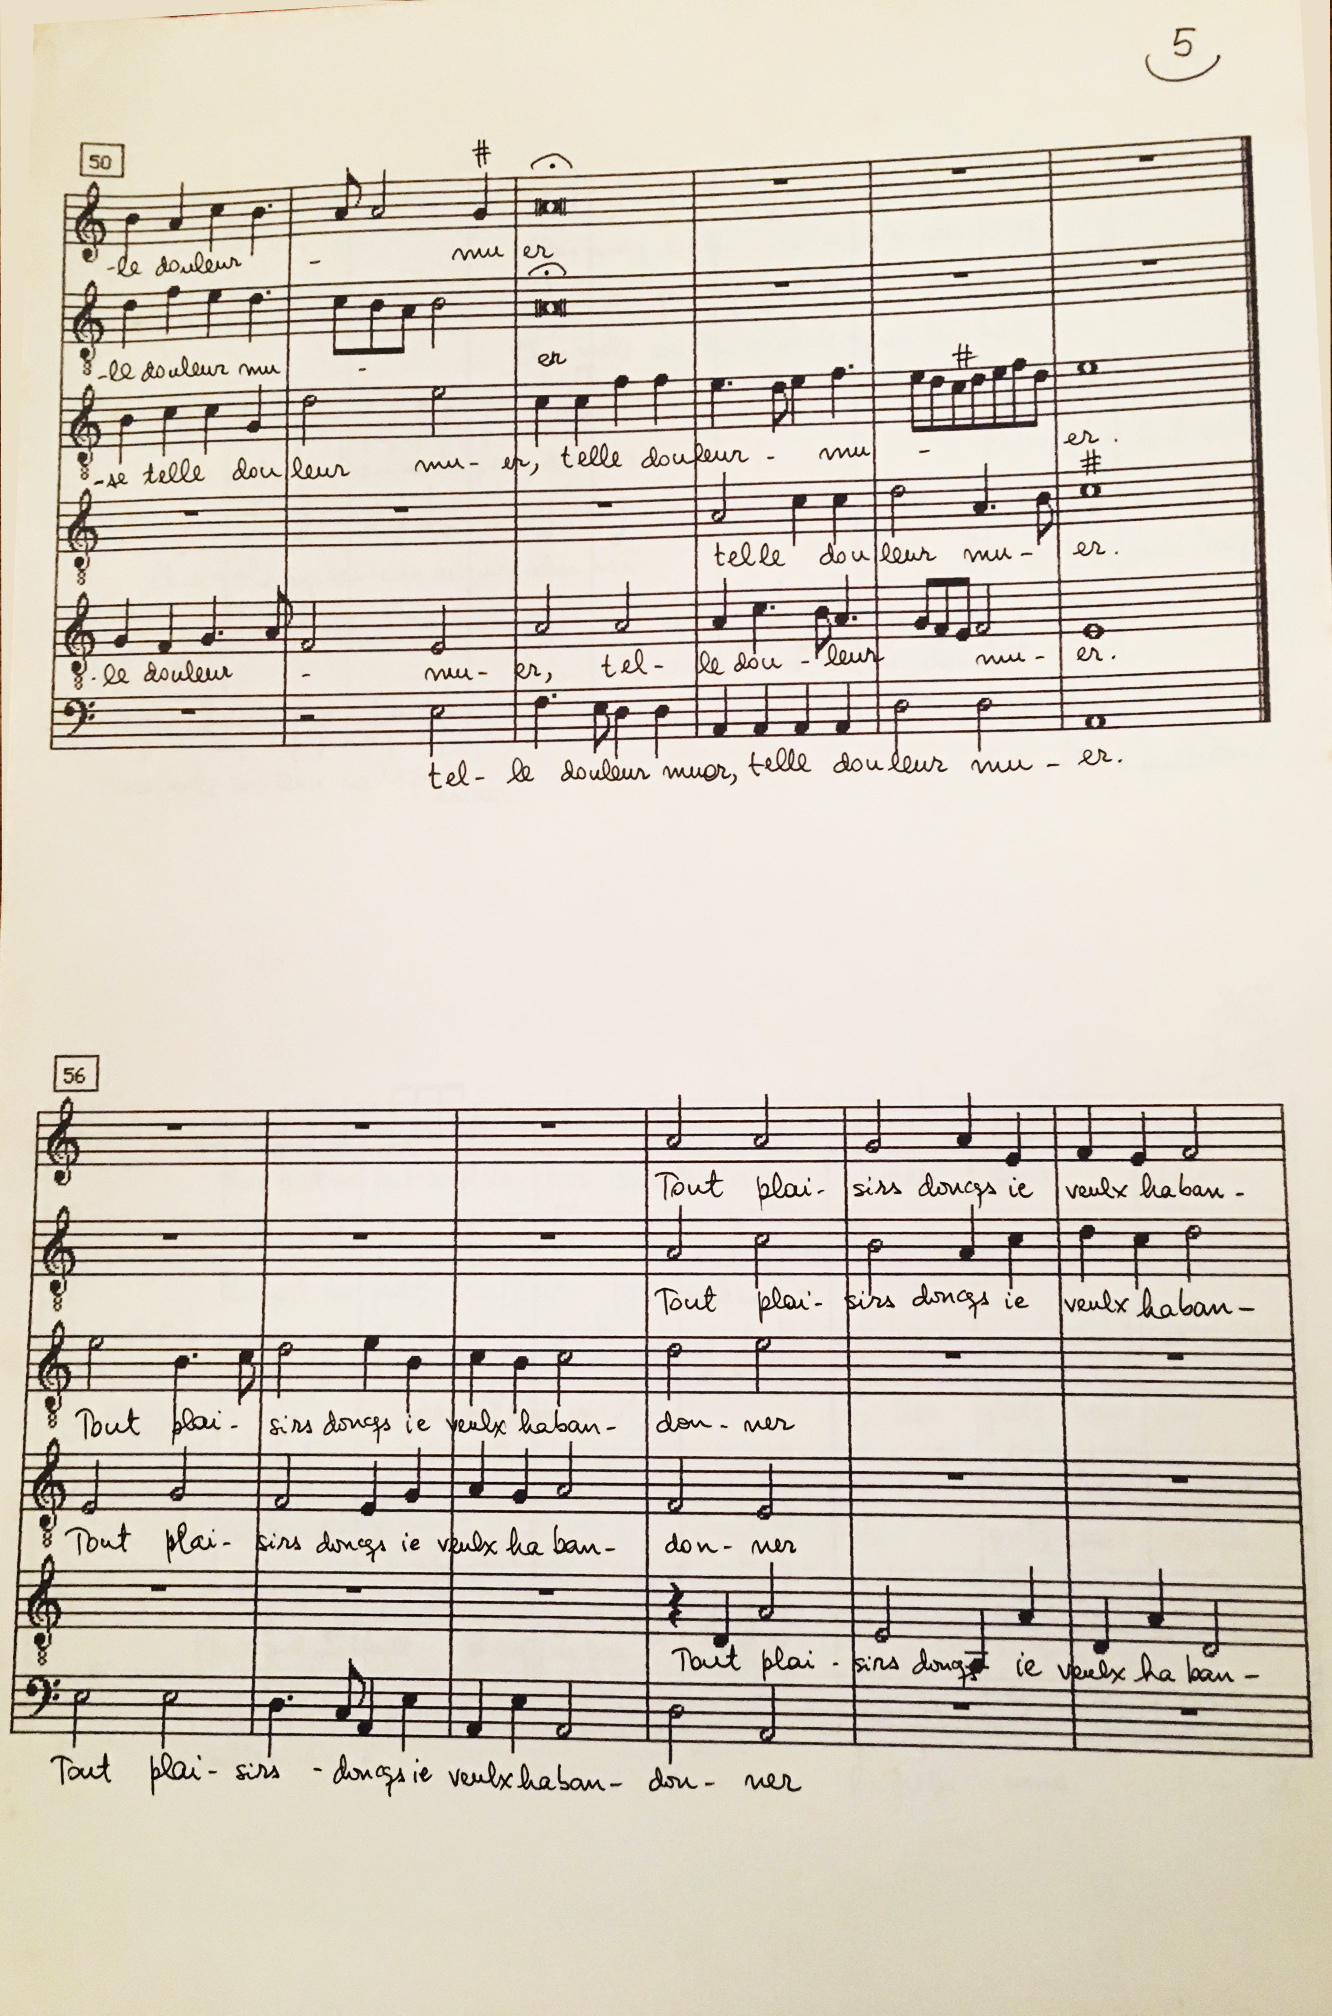 5
50
-le douleur - mu er
-le douleur mu - er
-se telle dou leur mu- er, telle douleur - mu - er.
telle douleur mu- er.
-le douleur - mu- er, tel- le dou - leur mu- er.
tel- le douleur muer, telle douleur mu - er.
56
Tout plai- sirs doncqs ie veulx haban-
Tout plai- sirs doncqs ie veulx haban-
Tout plai- sirs doncqs ie veulx haban- don- ner
Tout plai- sirs doncqs ie veulx ha ban- don- ner
Tout plai - sirs doncqs ie veulx ha ban-
Tout plai- sirs - doncqs ie veulx haban- don- ner